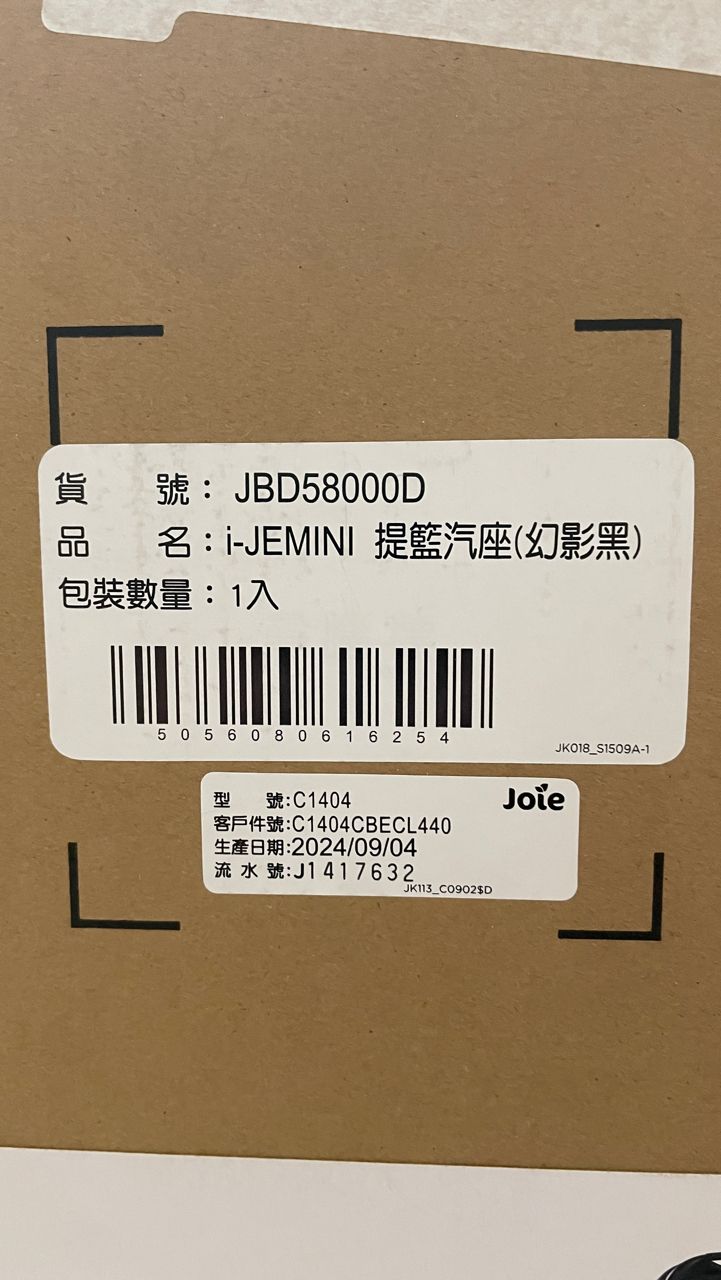 貨 號： JBD58000D
品 名：i-JEMINI 提籃汽座(幻影黑)
包裝數量：1入
5056080616254
JK018_S1509A-1
Joie
型 號:C1404
客戶件號:C1404CBECL440
生產日期:2024/09/04
流 水 號:J1417632
JK113_C0902$D